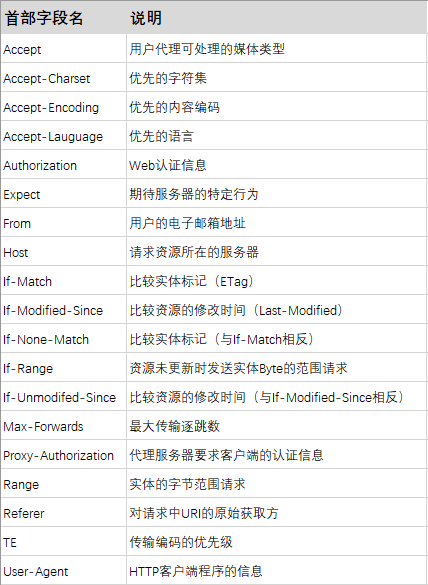 首部字段名 说明
Accept 用户代理可处理的媒体类型
Accept-Charset 优先的字符集
Accept-Encoding 优先的内容编码
Accept-Lauguage 优先的语言
Authorization Web认证信息
Expect 期待服务器的特定行为
From 用户的电子邮箱地址
Host 请求资源所在的服务器
If-Match 比较实体标记（ETag）
If-Modified-Since 比较资源的修改时间（Last-Modified）
If-None-Match 比较实体标记（与If-Match相反）
If-Range 资源未更新时发送实体Byte的范围请求
If-Unmodifed-Since 比较资源的修改时间（与If-Modified-Since相反）
Max-Forwards 最大传输逐跳数
Proxy-Authorization 代理服务器要求客户端的认证信息
Range 实体的字节范围请求
Referer 对请求中URI的原始获取方
TE 传输编码的优先级
User-Agent HTTP客户端程序的信息